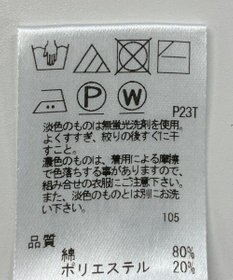 P W
P23T
淡色のものは無蛍光洗剤を使用。
よくすすぎ、絞りの後すぐに干
すこと。
濃色のものは、着用による摩擦
で色落ちする事がありますので、
組み合せの衣服にご注意下さい。
また、淡色のものとは別にお洗
い下さい。
105
品質
綿 80%
ポリエステル 20%